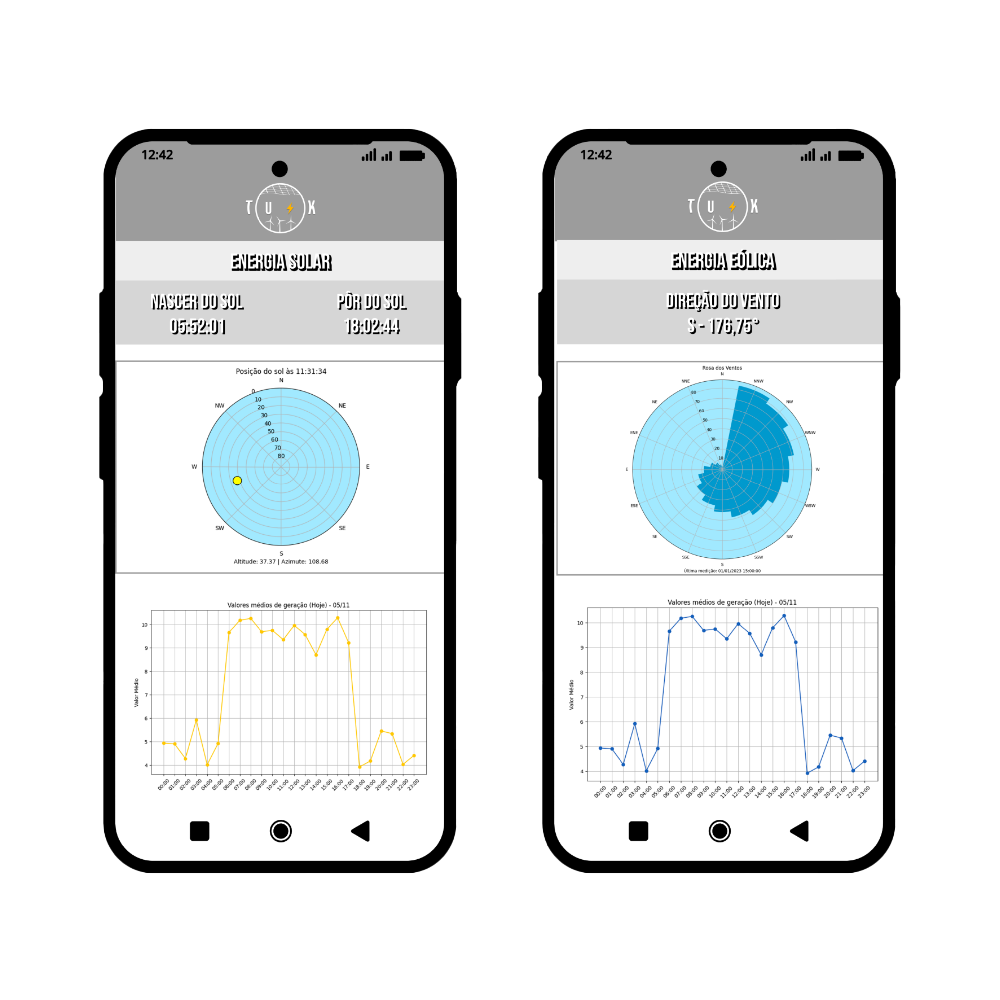 12:42
T U X
ENERGIA SOLAR
NASCER DO SOL
05:52:01
PÔR DO SOL
18:02:44
Posição do sol às 11:31:34
N
0
10
20
30
40
50
60
70
80
NW
NE
W
E
SW
SE
S
Altitude: 37.37 | Azimute: 108.68
Valores médios de geração (Hoje) - 05/11
Valor Médio
10
9
8
7
6
5
4
00:00 01:00 02:00 03:00 04:00 05:00 06:00 07:00 08:00 09:00 10:00 11:00 12:00 13:00 14:00 15:00 16:00 17:00 18:00 19:00 20:00 21:00 22:00 23:00
12:42
T U X
ENERGIA EÓLICA
DIREÇÃO DO VENTO
S - 176,75°
Rosa dos Ventos
N
NNE
NNW
80
70
60
50
40
30
20
10
NE
NW
ENE
WNW
E
W
ESE
WSW
SE
SW
SSE
SSW
S
Última medição: 01/01/2023 15:00:00
Valores médios de geração (Hoje) - 05/11
Valor Médio
10
9
8
7
6
5
4
00:00 01:00 02:00 03:00 04:00 05:00 06:00 07:00 08:00 09:00 10:00 11:00 12:00 13:00 14:00 15:00 16:00 17:00 18:00 19:00 20:00 21:00 22:00 23:00